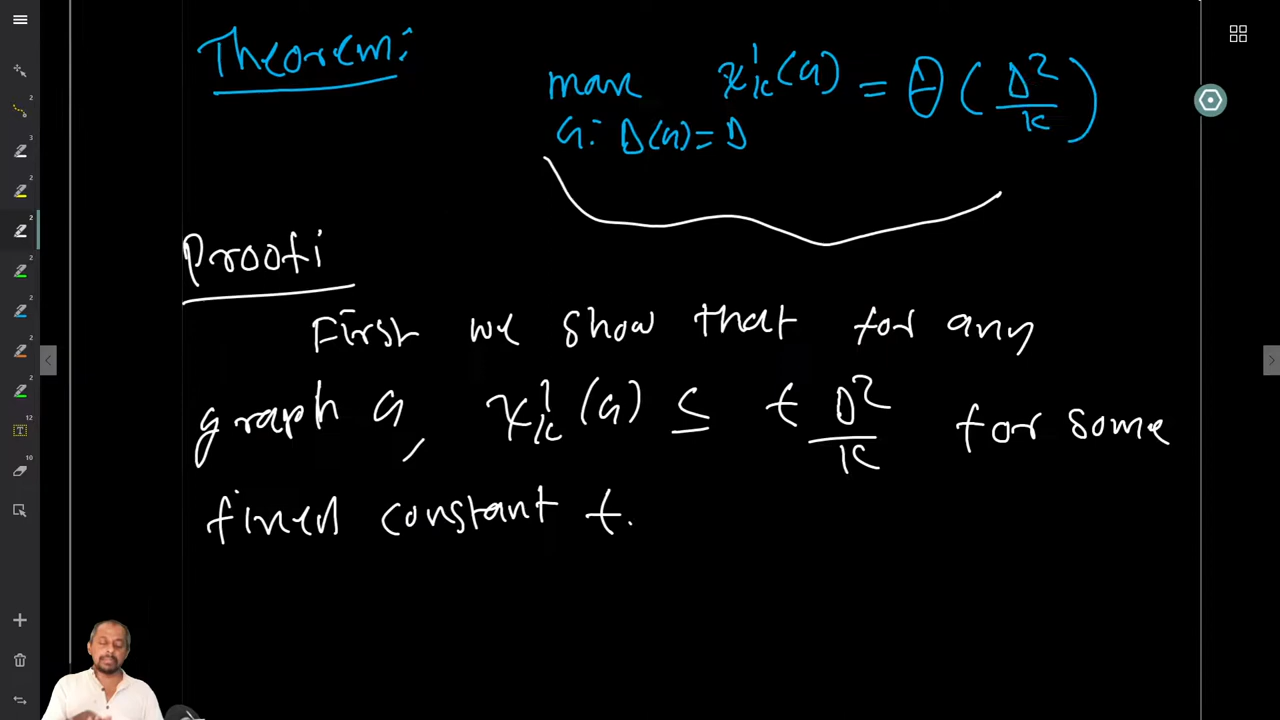 Theorem:
max χ'ₖ(G) = Θ(Δ²/k)
G: Δ(G)=Δ
Proof:
First we show that for any
graph G, χ'ₖ(G) ≤ t Δ²/k for some
fixed constant t.